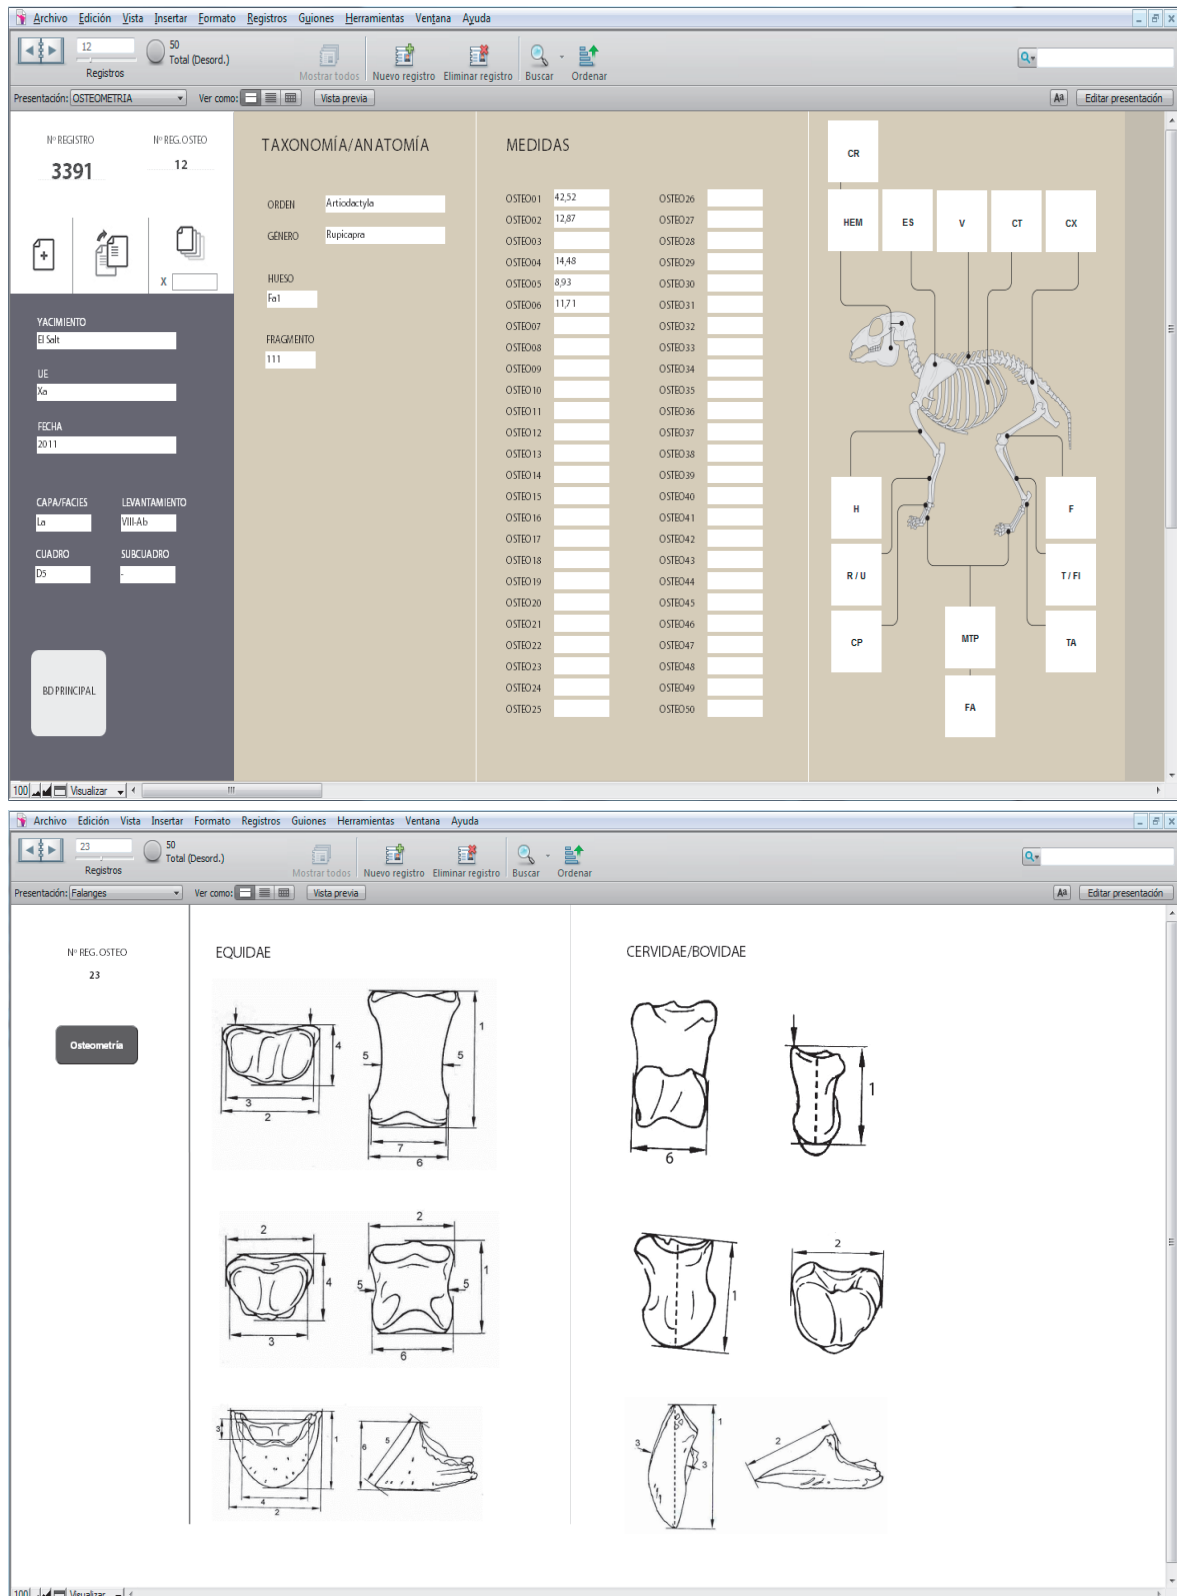 Archivo Edición Vista Insertar Formato Registros Guiones Herramientas Ventana Ayuda
12
Registros
50
Total (Desord.)
Mostrar todos
Nuevo registro
Eliminar registro
Buscar
Ordenar
Presentación: OSTEOMETRIA
Ver como:
Vista previa
Aa
Editar presentación
Nº REGISTRO
3391
Nº REG. OSTEO
12
X
YACIMIENTO
El Salt
UE
Xa
FECHA
2011
CAPA/FACIES LEVANTAMIENTO
La VIII-Ab
CUADRO SUBCUADRO
D5 -
BD PRINCIPAL
TAXONOMÍA/ANATOMÍA
ORDEN Artiodactyla
GÉNERO Rupicapra
HUESO
Fa1
FRAGMENTO
111
MEDIDAS
OSTEO01 42,52 OSTEO26
OSTEO02 12,87 OSTEO27
OSTEO03 OSTEO28
OSTEO04 14,48 OSTEO29
OSTEO05 8,93 OSTEO30
OSTEO06 11,71 OSTEO31
OSTEO07 OSTEO32
OSTEO08 OSTEO33
OSTEO09 OSTEO34
OSTEO10 OSTEO35
OSTEO11 OSTEO36
OSTEO12 OSTEO37
OSTEO13 OSTEO38
OSTEO14 OSTEO39
OSTEO15 OSTEO40
OSTEO16 OSTEO41
OSTEO17 OSTEO42
OSTEO18 OSTEO43
OSTEO19 OSTEO44
OSTEO20 OSTEO45
OSTEO21 OSTEO46
OSTEO22 OSTEO47
OSTEO23 OSTEO48
OSTEO24 OSTEO49
OSTEO25 OSTEO50
CR
HEM ES V CT CX
H F
R / U T / FI
CP MTP TA
FA
100 Visualizar
Archivo Edición Vista Insertar Formato Registros Guiones Herramientas Ventana Ayuda
23
Registros
50
Total (Desord.)
Mostrar todos
Nuevo registro
Eliminar registro
Buscar
Ordenar
Presentación: Falanges
Ver como:
Vista previa
Aa
Editar presentación
Nº REG. OSTEO
23
Osteometría
EQUIDAE
4
3
2
1
5 5
7
6
2
4
3
2
1
5 5
6
3
1
4
2
6
5
CERVIDAE/BOVIDAE
6
1
1
2
1
3
3
2
100 Visualizar